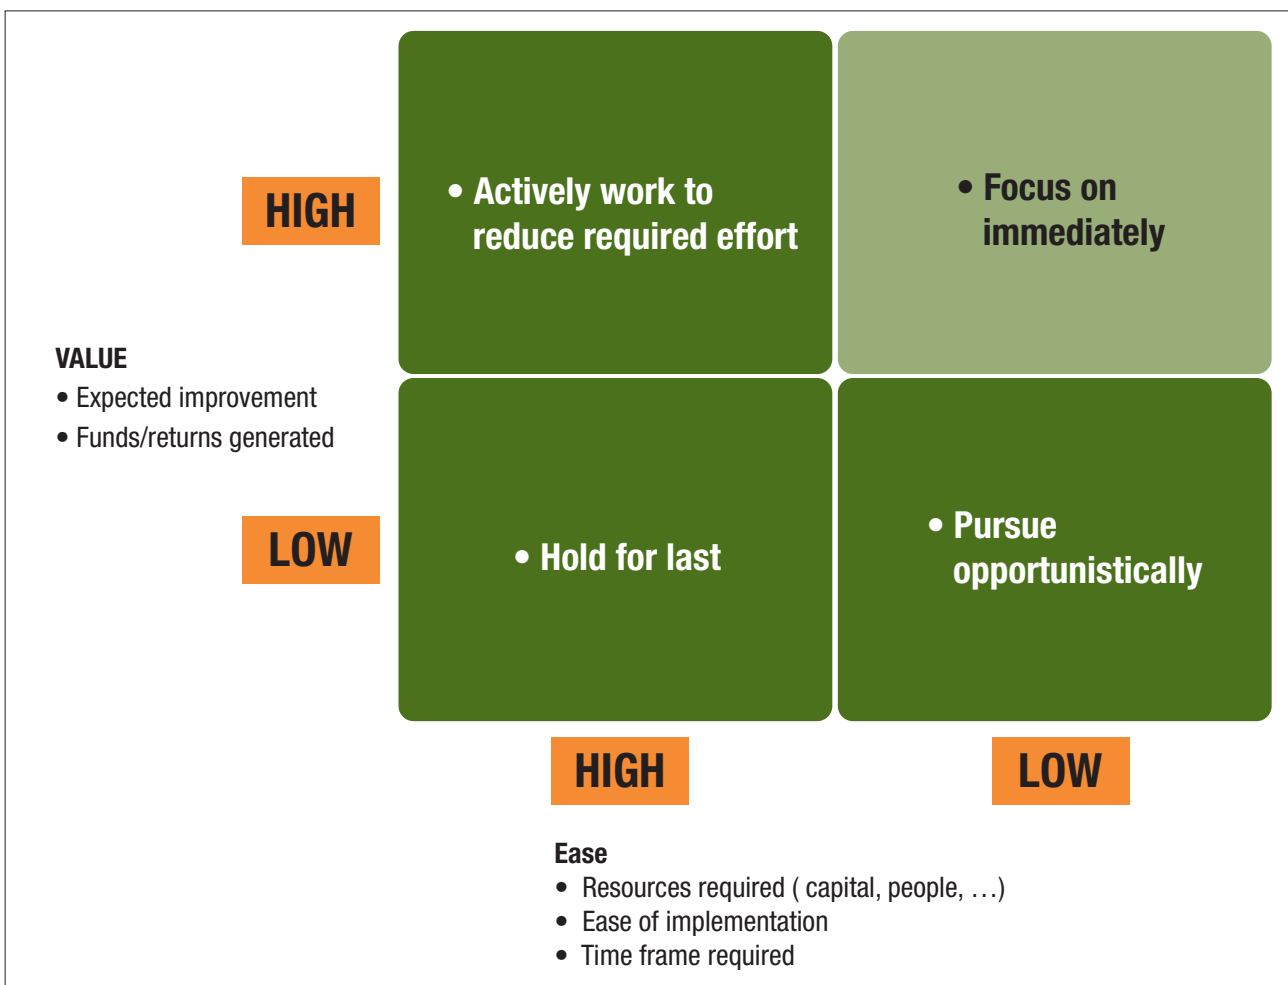 • Actively work to
reduce required effort
• Focus on
immediately
HIGH
VALUE
• Expected improvement
• Funds/returns generated
LOW
• Hold for last
• Pursue
opportunistically
HIGH
LOW
Ease
• Resources required ( capital, people, …)
• Ease of implementation
• Time frame required